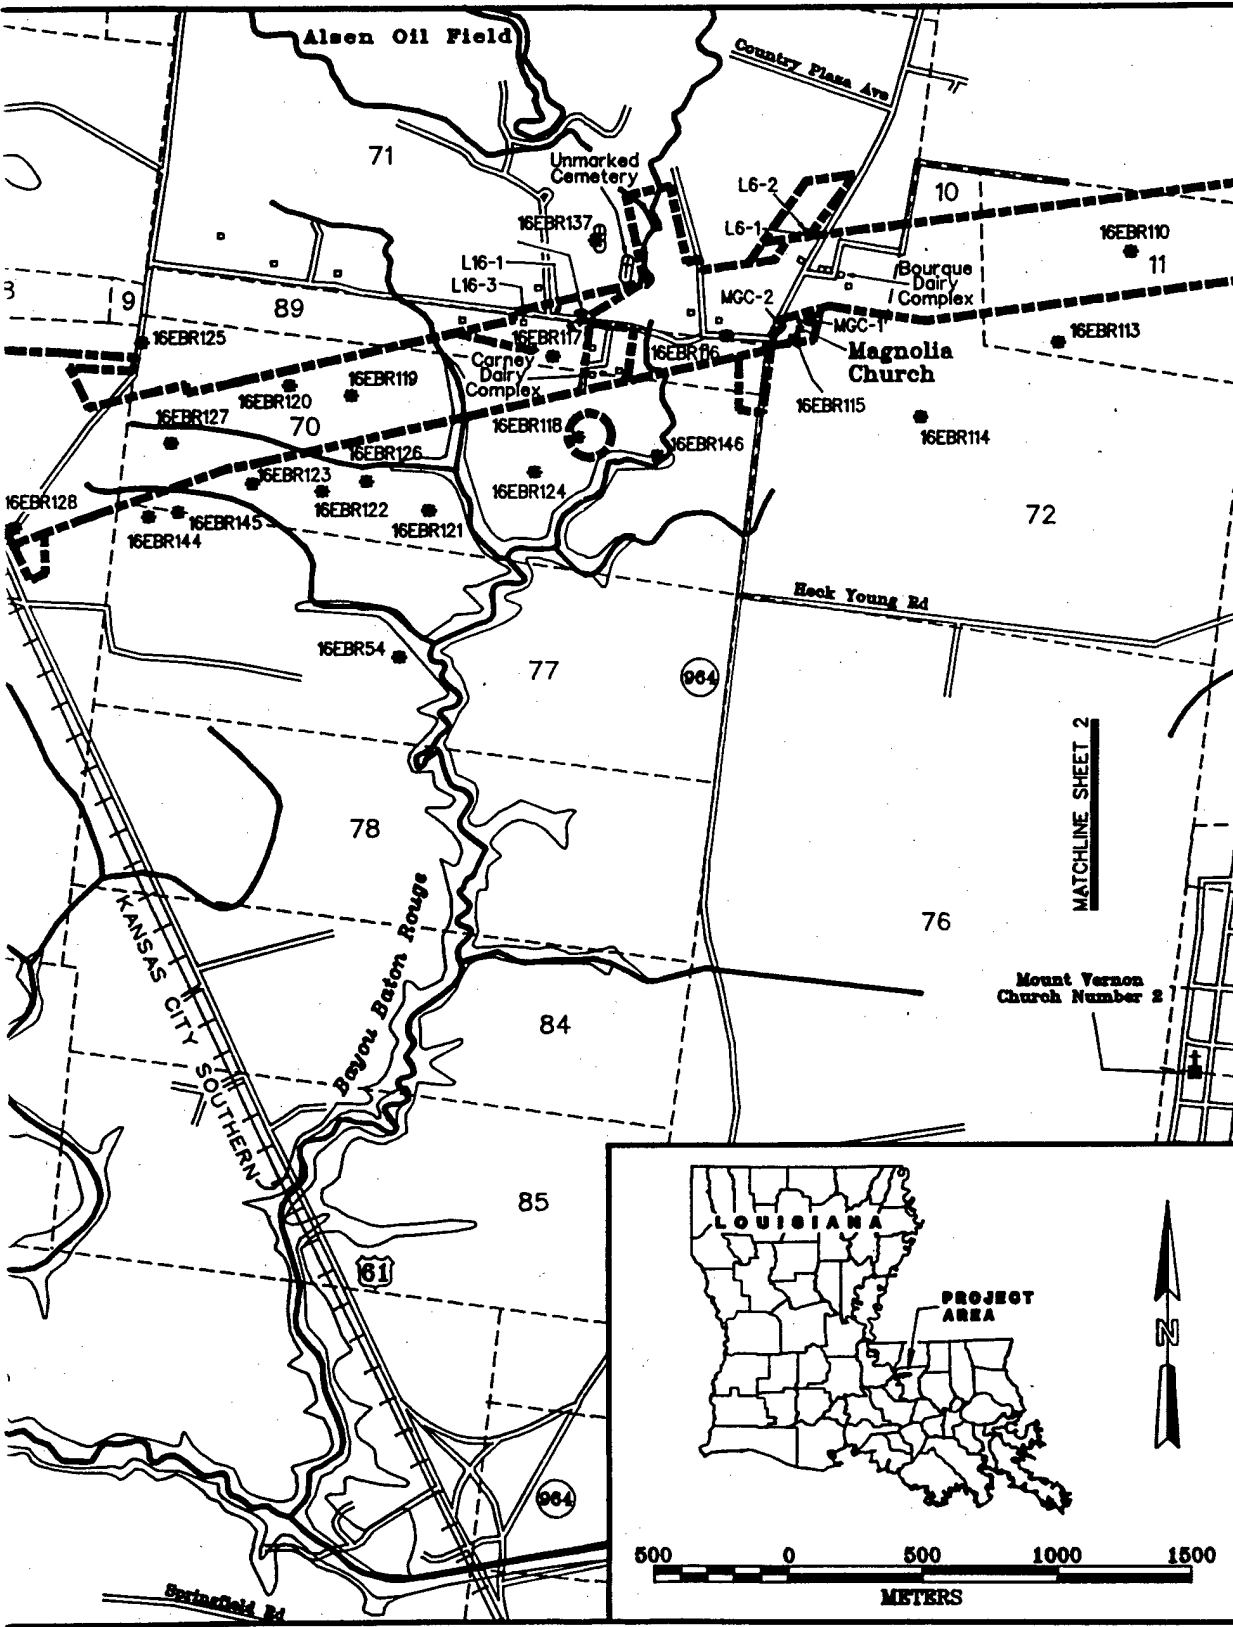 Alsen Oil Field
Country Plaza Ave
71
Unmarked
Cemetery
L6-2
10
16EBR137
L6-1
16EBR110
L16-1
11
Bourque
Dairy
Complex
L16-3
8
9
89
MGC-2
MGC-1
16EBR125
16EBR117
16EBR116
16EBR113
Magnolia
Church
Carney
Dairy
Complex
16EBR119
16EBR120
16EBR115
16EBR127
70
16EBR118
16EBR114
16EBR126
16EBR146
16EBR123
16EBR124
16EBR128
16EBR122
16EBR145
16EBR121
16EBR144
72
Heck Young Rd
16EBR54
77
964
MATCHLINE SHEET 2
78
76
KANSAS CITY SOUTHERN
Bayou Baton Rouge
Mount Vernon
Church Number 2
84
85
61
LOUISIANA
PROJECT
AREA
N
964
500 0 500 1000 1500
METERS
Springfield Rd